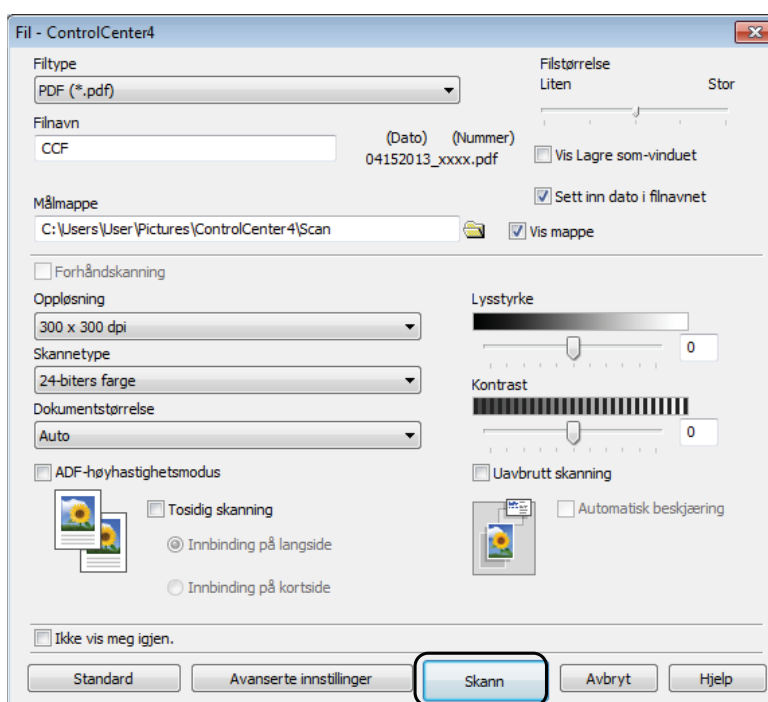 Fil - ControlCenter4
Filtype
Filstørrelse
PDF (*.pdf)
Liten Stor
Filnavn
(Dato) (Nummer)
CCF
04152013_xxxx.pdf
Vis Lagre som-vinduet
Målmappe
Sett inn dato i filnavnet
C:\Users\User\Pictures\ControlCenter4\Scan
Vis mappe
Forhåndskanning
Oppløsning
Lysstyrke
300 x 300 dpi
0
Skannetype
24-biters farge
Kontrast
Dokumentstørrelse
Auto
0
ADF-høyhastighetsmodus
Uavbrutt skanning
Tosidig skanning
Automatisk beskjæring
Innbinding på langside
Innbinding på kortside
Ikke vis meg igjen.
Standard Avanserte innstillinger Skann Avbryt Hjelp